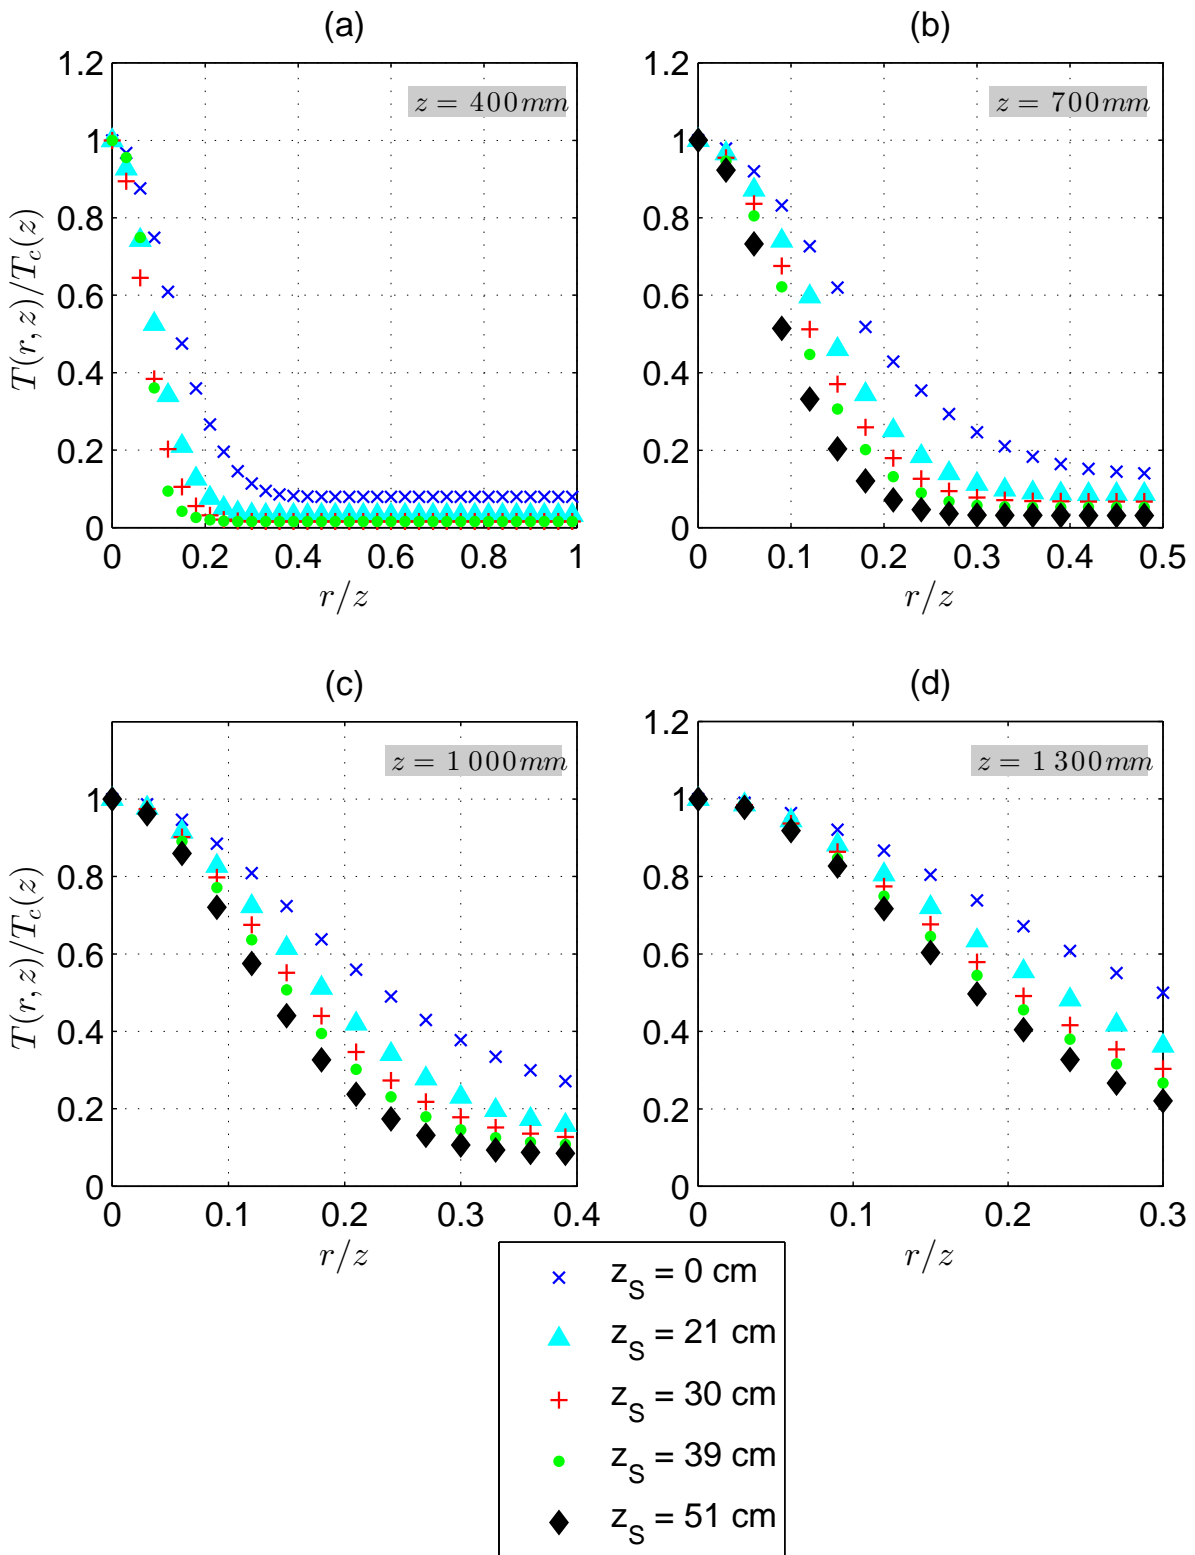 (a)
1.2
1
0.8
0.6
0.4
0.2
0
0 0.2 0.4 0.6 0.8 1
T(r, z)/T_c(z)
r/z
z = 400mm
(b)
1.2
1
0.8
0.6
0.4
0.2
0
0 0.1 0.2 0.3 0.4 0.5
r/z
z = 700mm
(c)
1
0.8
0.6
0.4
0.2
0
0 0.1 0.2 0.3 0.4
T(r, z)/T_c(z)
r/z
z = 1 000mm
(d)
1.2
1
0.8
0.6
0.4
0.2
0
0 0.1 0.2 0.3
r/z
z = 1 300mm
z_S = 0 cm
z_S = 21 cm
z_S = 30 cm
z_S = 39 cm
z_S = 51 cm